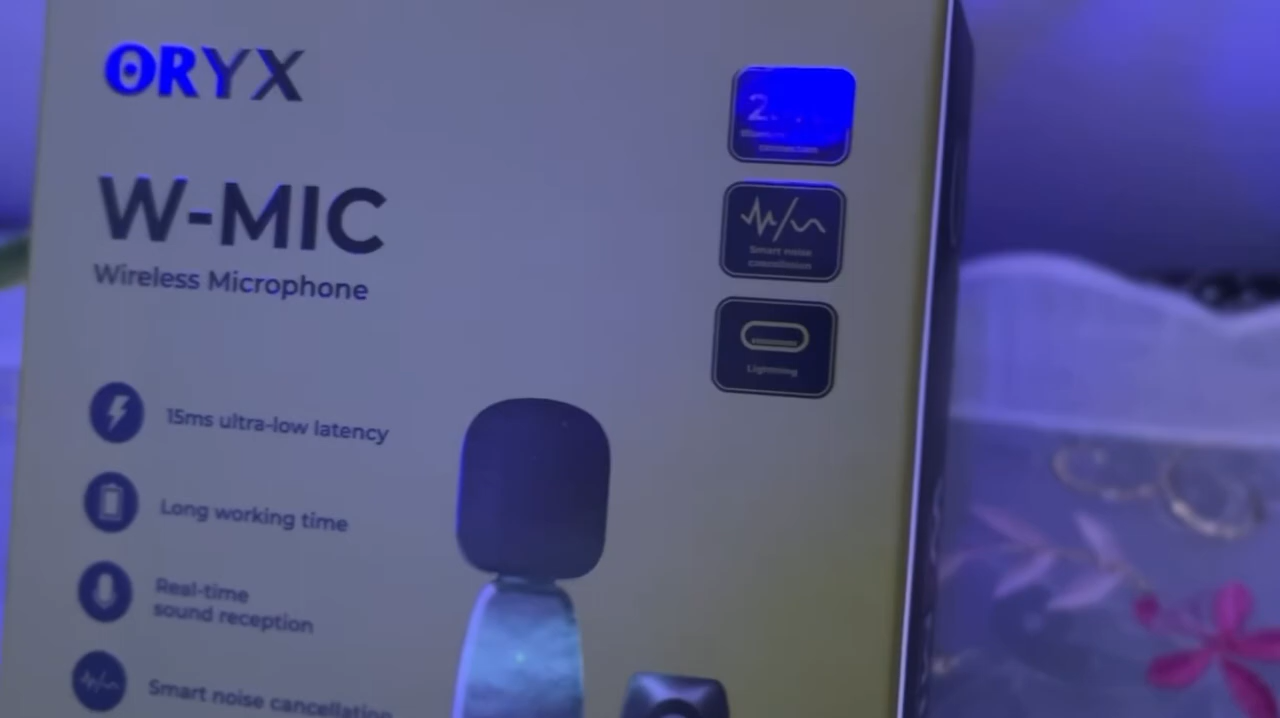 ORYX
W-MIC
Wireless Microphone
Smart noise
cancellation
Lightning
15ms ultra-low latency
Long working time
Real-time
sound reception
Smart noise cancellation